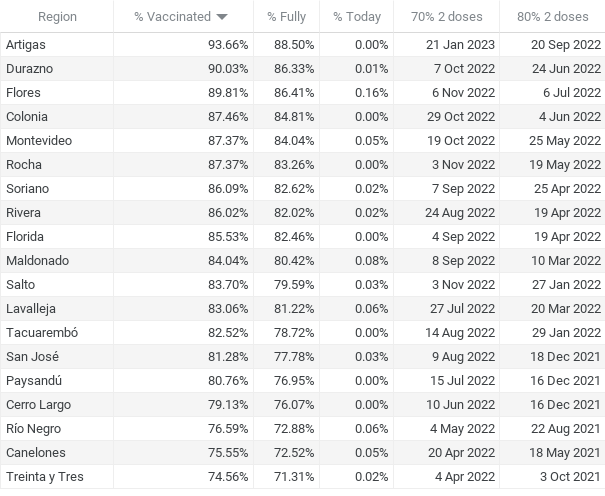 Region % Vaccinated % Fully % Today 70% 2 doses 80% 2 doses
Artigas 93.66% 88.50% 0.00% 21 Jan 2023 20 Sep 2022
Durazno 90.03% 86.33% 0.01% 7 Oct 2022 24 Jun 2022
Flores 89.81% 86.41% 0.16% 6 Nov 2022 6 Jul 2022
Colonia 87.46% 84.81% 0.00% 29 Oct 2022 4 Jun 2022
Montevideo 87.37% 84.04% 0.05% 19 Oct 2022 25 May 2022
Rocha 87.37% 83.26% 0.00% 3 Nov 2022 19 May 2022
Soriano 86.09% 82.62% 0.02% 7 Sep 2022 25 Apr 2022
Rivera 86.02% 82.02% 0.02% 24 Aug 2022 19 Apr 2022
Florida 85.53% 82.46% 0.00% 4 Sep 2022 19 Apr 2022
Maldonado 84.04% 80.42% 0.08% 8 Sep 2022 10 Mar 2022
Salto 83.70% 79.59% 0.03% 3 Nov 2022 27 Jan 2022
Lavalleja 83.06% 81.22% 0.06% 27 Jul 2022 20 Mar 2022
Tacuarembó 82.52% 78.72% 0.00% 14 Aug 2022 29 Jan 2022
San José 81.28% 77.78% 0.03% 9 Aug 2022 18 Dec 2021
Paysandú 80.76% 76.95% 0.00% 15 Jul 2022 16 Dec 2021
Cerro Largo 79.13% 76.07% 0.00% 10 Jun 2022 16 Dec 2021
Río Negro 76.59% 72.88% 0.06% 4 May 2022 22 Aug 2021
Canelones 75.55% 72.52% 0.05% 20 Apr 2022 18 May 2021
Treinta y Tres 74.56% 71.31% 0.02% 4 Apr 2022 3 Oct 2021